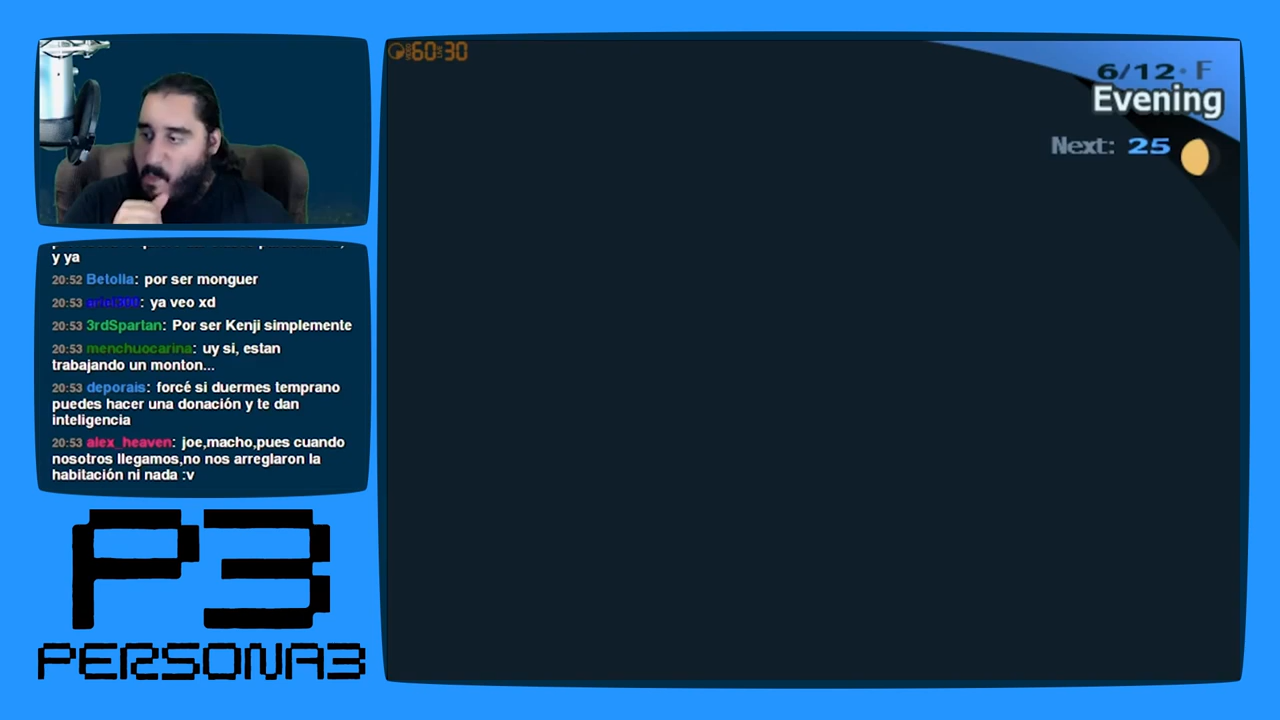 60 30
6/12 · F
Evening
Next: 25
y ya
20:52 Betolla: por ser monguer
20:53 : ya veo xd
20:53 3rdSpartan: Por ser Kenji simplemente
20:53 menchuocarina: uy si, estan
trabajando un monton...
20:53 deporais: forcé si duermes temprano
puedes hacer una donación y te dan
inteligencia
20:53 alex_heaven: joe,macho,pues cuando
nosotros llegamos,no nos arreglaron la
habitación ni nada :v
P3
PERSONA3